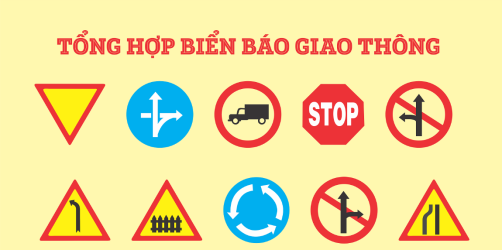 TỔNG HỢP BIỂN BÁO GIAO THÔNG
STOP